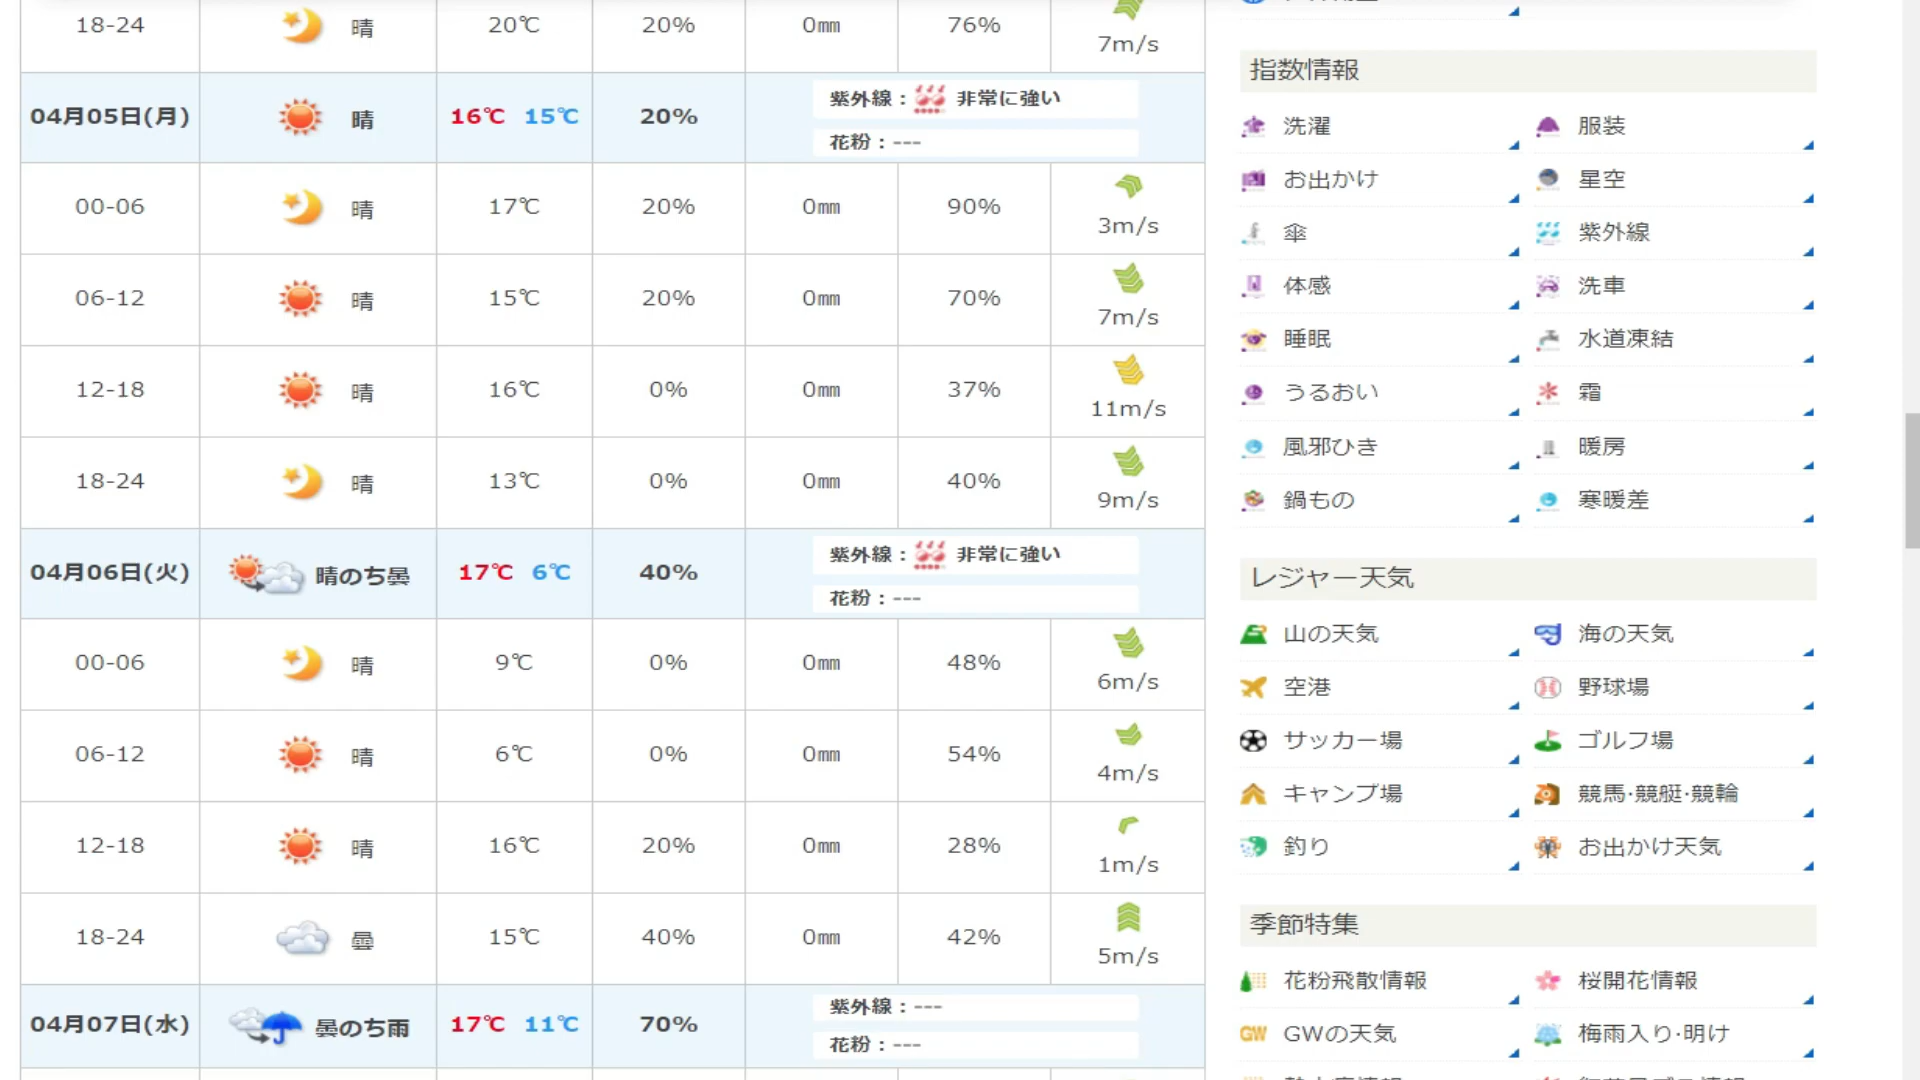 18-24 晴 20℃ 20% 0mm 76% 7m/s
04月05日(月) 晴 16℃ 15℃ 20% 紫外線：非常に強い
花粉：---
00-06 晴 17℃ 20% 0mm 90% 3m/s
06-12 晴 15℃ 20% 0mm 70% 7m/s
12-18 晴 16℃ 0% 0mm 37% 11m/s
18-24 晴 13℃ 0% 0mm 40% 9m/s
04月06日(火) 晴のち曇 17℃ 6℃ 40% 紫外線：非常に強い
花粉：---
00-06 晴 9℃ 0% 0mm 48% 6m/s
06-12 晴 6℃ 0% 0mm 54% 4m/s
12-18 晴 16℃ 20% 0mm 28% 1m/s
18-24 曇 15℃ 40% 0mm 42% 5m/s
04月07日(水) 曇のち雨 17℃ 11℃ 70% 紫外線：---
花粉：---
指数情報
洗濯 服装
お出かけ 星空
傘 紫外線
体感 洗車
睡眠 水道凍結
うるおい 霜
風邪ひき 暖房
鍋もの 寒暖差
レジャー天気
山の天気 海の天気
空港 野球場
サッカー場 ゴルフ場
キャンプ場 競馬･競艇･競輪
釣り お出かけ天気
季節特集
花粉飛散情報 桜開花情報
GW GWの天気 梅雨入り･明け